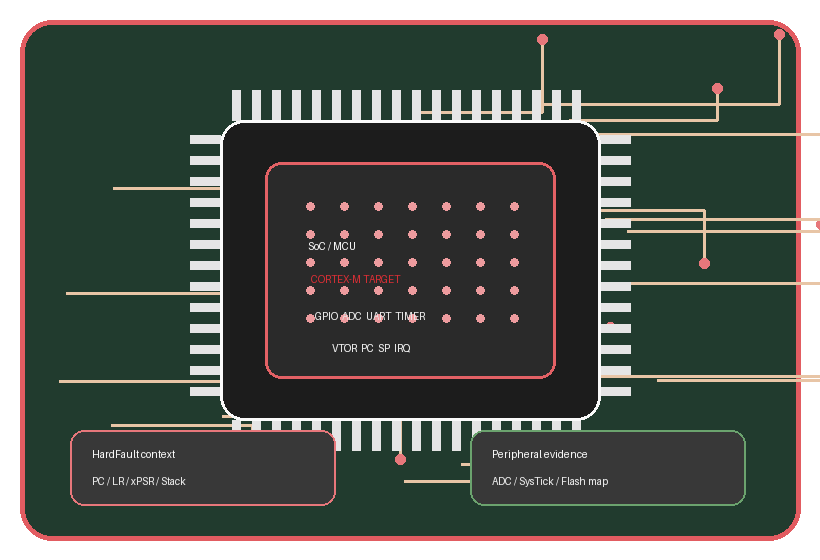 SoC / MCU
CORTEX-M TARGET
GPIO ADC UART TIMER
VTOR PC SP IRQ
HardFault context
PC / LR / xPSR / Stack
Peripheral evidence
ADC / SysTick / Flash map